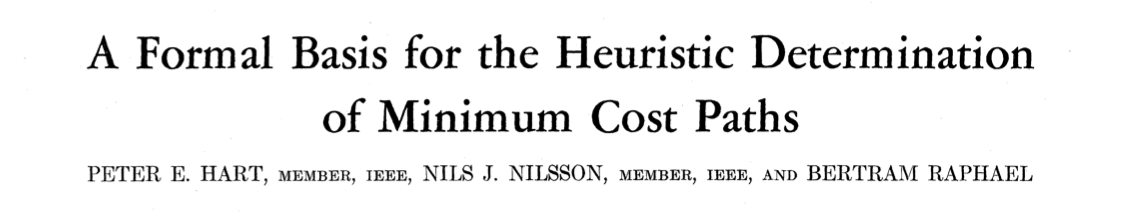 A Formal Basis for the Heuristic Determination
of Minimum Cost Paths
PETER E. HART, MEMBER, IEEE, NILS J. NILSSON, MEMBER, IEEE, AND BERTRAM RAPHAEL